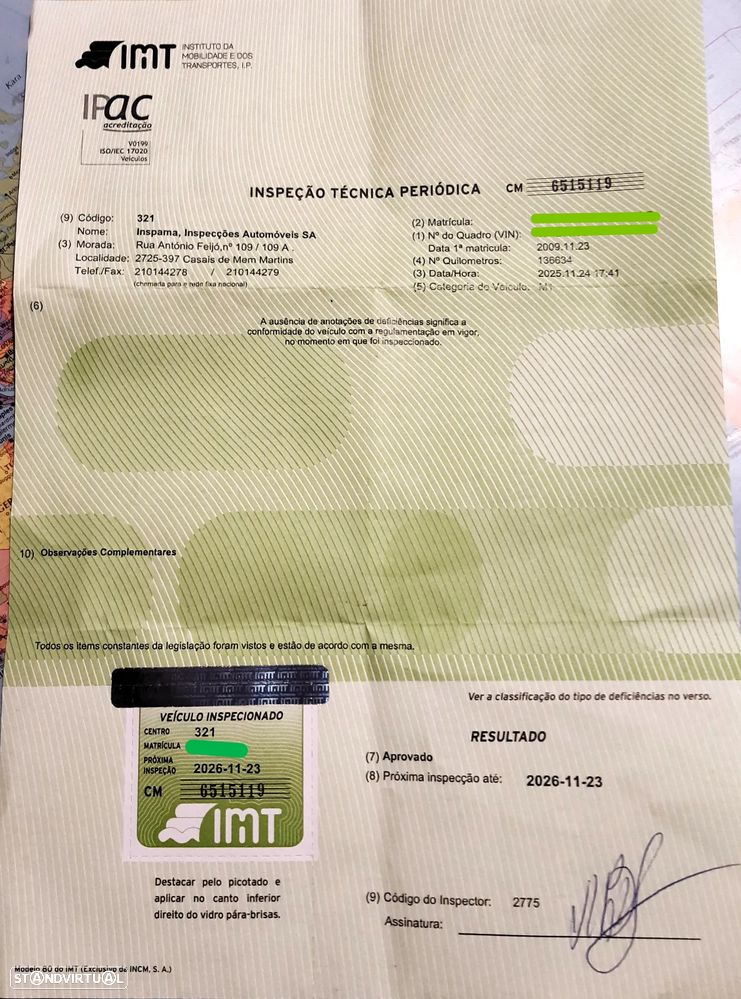 IMT INSTITUTO DA
MOBILIDADE E DOS
TRANSPORTES, I.P.
IPAC
acreditação
V0199
ISO/IEC 17020
Veículos
INSPEÇÃO TÉCNICA PERIÓDICA CM 6515119
(9) Código: 321
Nome: Inspama, Inspecções Automóveis SA
(3) Morada: Rua António Feijó,nº 109 / 109 A .
Localidade: 2725-397 Casais de Mem Martins
Telef./Fax: 210144278 / 210144279
(chamada para a rede fixa nacional)
(2) Matrícula:
(1) Nº do Quadro (VIN):
Data 1ª matricula: 2009.11.23
(4) Nº Quilometros: 136634
(3) Data/Hora: 2025.11.24 17:41
(5) Categoria do Veículo: M1
(6)
A ausência de anotações de deficiências significa a
conformidade do veículo com a regulamentação em vigor,
no momento em que foi inspeccionado.
10) Observações Complementares
Todos os items constantes da legislação foram vistos e estão de acordo com a mesma.
Ver a classificação do tipo de deficiências no verso.
VEÍCULO INSPECIONADO
CENTRO 321
MATRÍCULA
PRÓXIMA
INSPEÇÃO 2026-11-23
CM 6515119
IMT
RESULTADO
(7) Aprovado
(8) Próxima inspecção até: 2026-11-23
Destacar pelo picotado e
aplicar no canto inferior
direito do vidro pára-brisas.
(9) Código do Inspector: 2775
Assinatura:
Modelo 80 do IMT (Exclusivo da INCM, S. A.)
STANDVIRTUAL